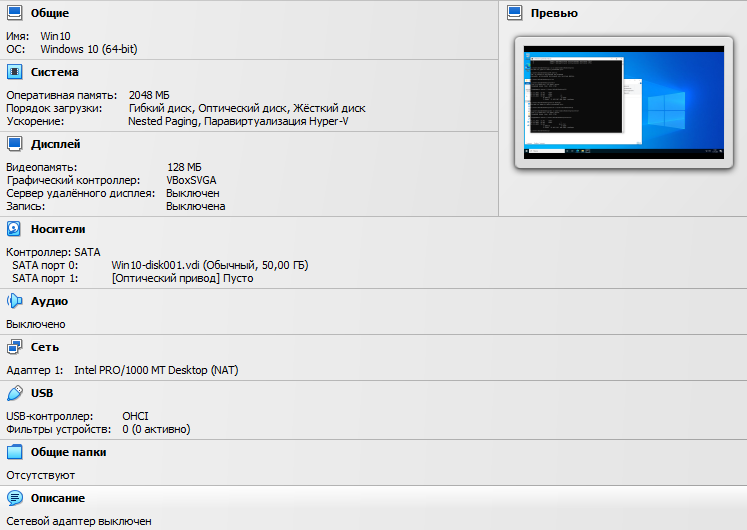 Общие
Имя: Win10
ОС: Windows 10 (64-bit)
Система
Оперативная память: 2048 МБ
Порядок загрузки: Гибкий диск, Оптический диск, Жёсткий диск
Ускорение: Nested Paging, Паравиртуализация Hyper-V
Дисплей
Видеопамять: 128 МБ
Графический контроллер: VBoxSVGA
Сервер удалённого дисплея: Выключен
Запись: Выключена
Превью
Носители
Контроллер: SATA
SATA порт 0: Win10-disk001.vdi (Обычный, 50,00 ГБ)
SATA порт 1: [Оптический привод] Пусто
Аудио
Выключено
Сеть
Адаптер 1: Intel PRO/1000 MT Desktop (NAT)
USB
USB-контроллер: OHCI
Фильтры устройств: 0 (0 активно)
Общие папки
Отсутствуют
Описание
Сетевой адаптер выключен